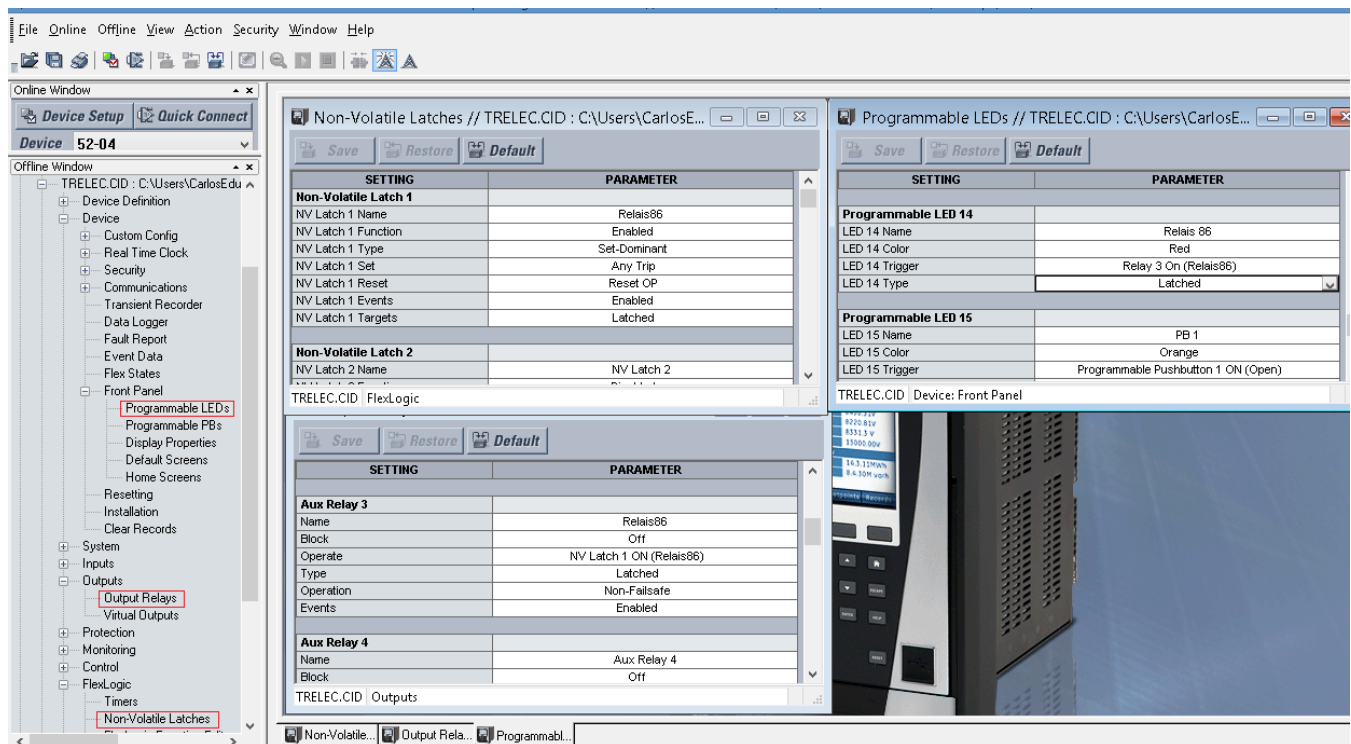 File Online Offline View Action Security Window Help
Online Window
Device Setup Quick Connect
Device 52-04
Offline Window
TRELEC.CID : C:\Users\CarlosEdu
Device Definition
Device
Custom Config
Real Time Clock
Security
Communications
Transient Recorder
Data Logger
Fault Report
Event Data
Flex States
Front Panel
Programmable LEDs
Programmable PBs
Display Properties
Default Screens
Home Screens
Resetting
Installation
Clear Records
System
Inputs
Outputs
Output Relays
Virtual Outputs
Protection
Monitoring
Control
FlexLogic
Timers
Non-Volatile Latches
Non-Volatile Latches // TRELEC.CID : C:\Users\CarlosE...
Save Restore Default
SETTING PARAMETER
Non-Volatile Latch 1
NV Latch 1 Name Relais86
NV Latch 1 Function Enabled
NV Latch 1 Type Set-Dominant
NV Latch 1 Set Any Trip
NV Latch 1 Reset Reset OP
NV Latch 1 Events Enabled
NV Latch 1 Targets Latched
Non-Volatile Latch 2
NV Latch 2 Name NV Latch 2
TRELEC.CID FlexLogic
Programmable LEDs // TRELEC.CID : C:\Users\CarlosE...
Save Restore Default
SETTING PARAMETER
Programmable LED 14
LED 14 Name Relais 86
LED 14 Color Red
LED 14 Trigger Relay 3 On (Relais86)
LED 14 Type Latched
Programmable LED 15
LED 15 Name PB 1
LED 15 Color Orange
LED 15 Trigger Programmable Pushbutton 1 ON (Open)
TRELEC.CID Device: Front Panel
Save Restore Default
SETTING PARAMETER
Aux Relay 3
Name Relais86
Block Off
Operate NV Latch 1 ON (Relais86)
Type Latched
Operation Non-Failsafe
Events Enabled
Aux Relay 4
Name Aux Relay 4
Block Off
TRELEC.CID Outputs
8220.81V
8331.3 V
13000.00V
Non-Volatile... Output Rela... Programmabl...